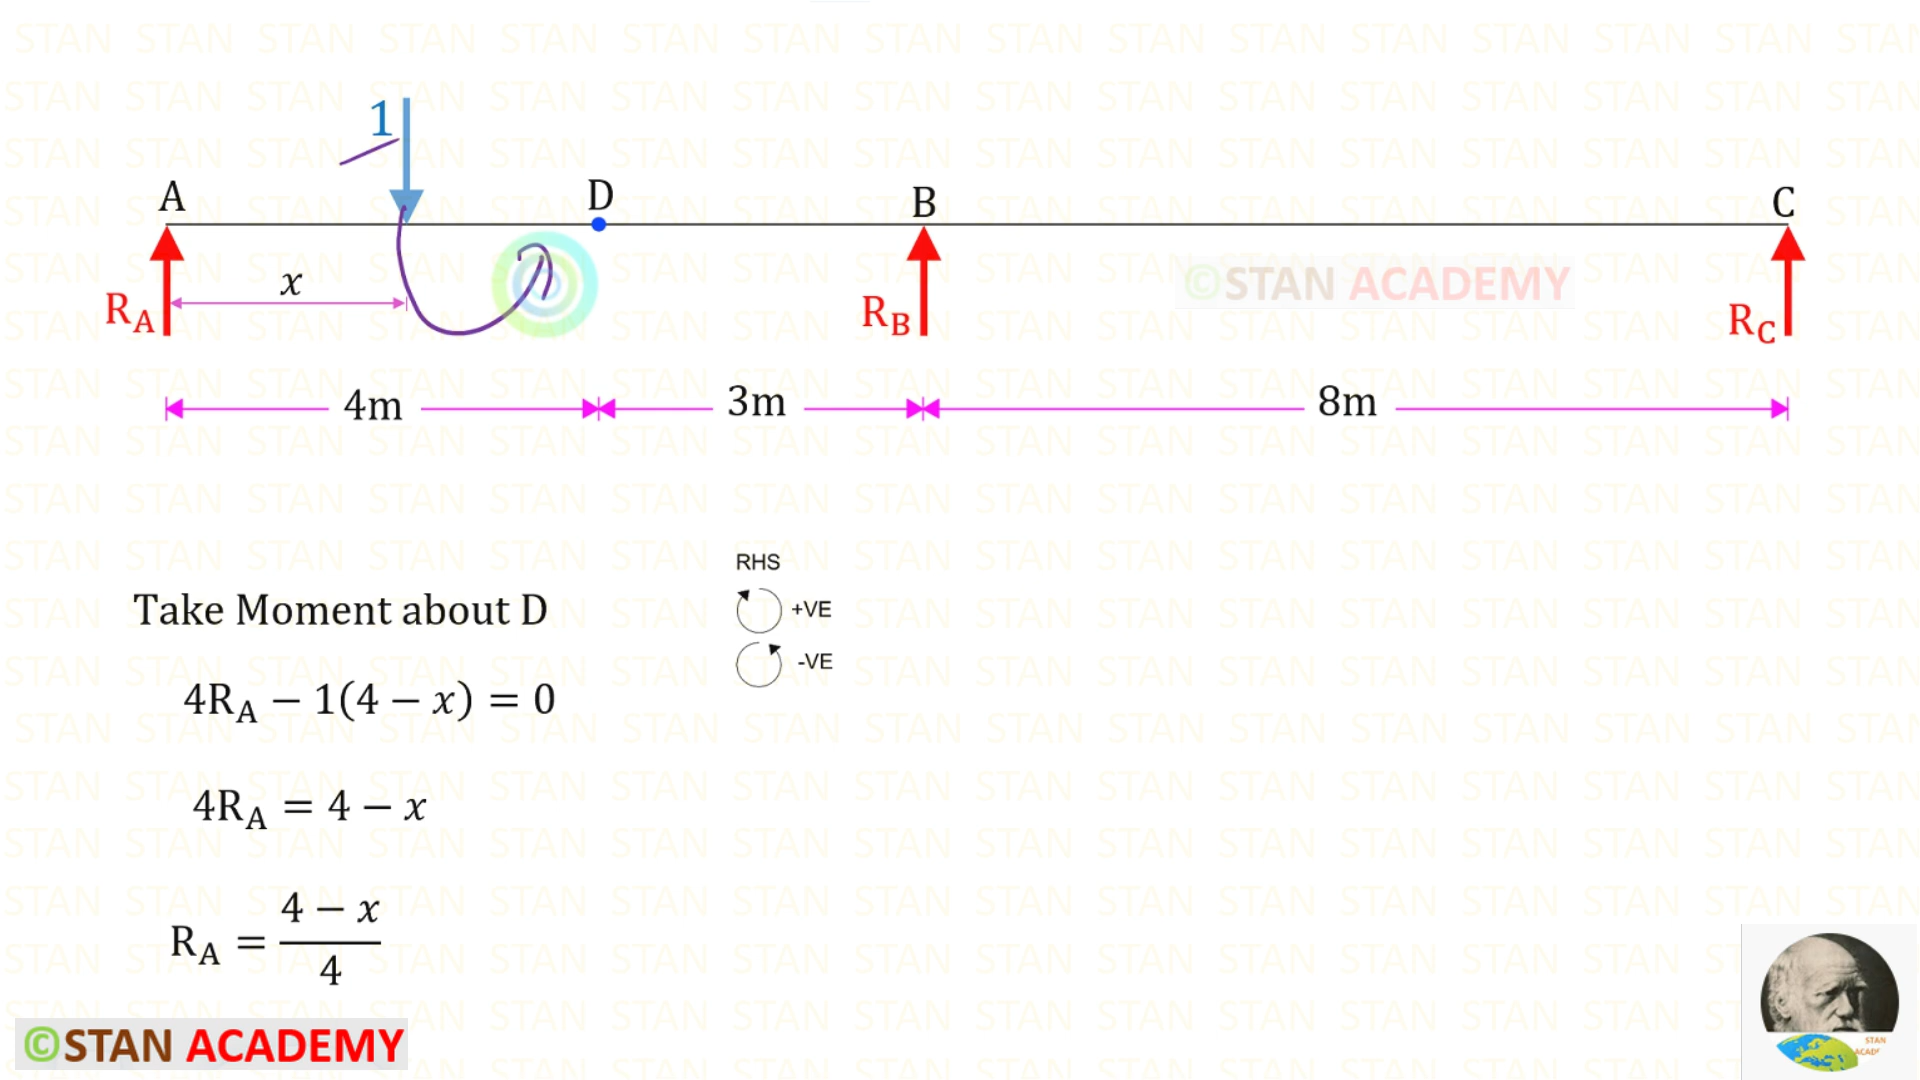 1
A D B C
x
R_A R_B R_C
©STAN ACADEMY
4m 3m 8m
RHS
+VE
Take Moment about D
-VE
4R_A − 1(4 − x) = 0
4R_A = 4 − x
R_A = (4 − x)/4
©STAN ACADEMY
STAN